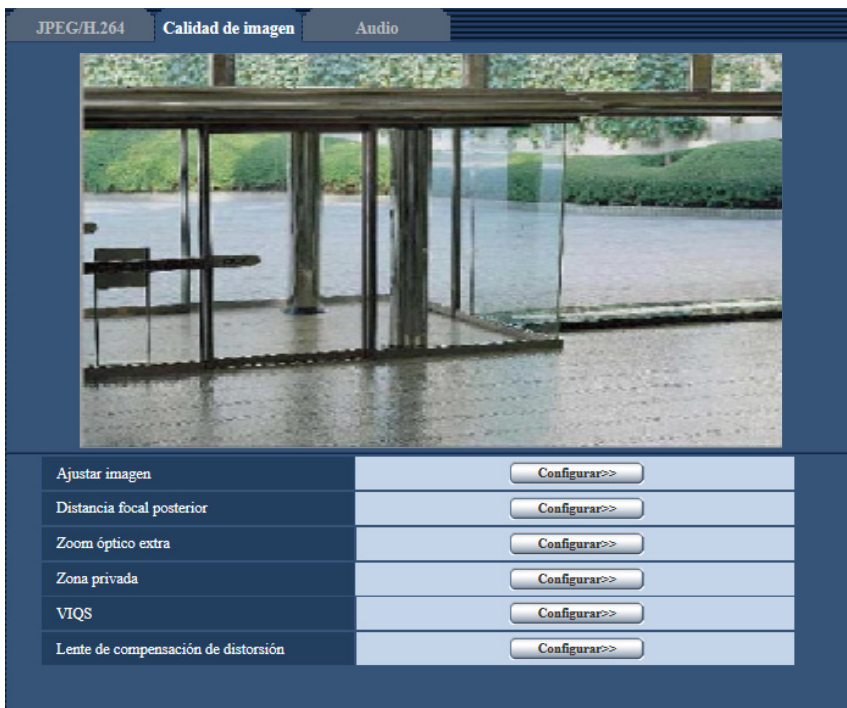 JPEG/H.264 Calidad de imagen Audio
Ajustar imagen Configurar>>
Distancia focal posterior Configurar>>
Zoom óptico extra Configurar>>
Zona privada Configurar>>
VIQS Configurar>>
Lente de compensación de distorsión Configurar>>